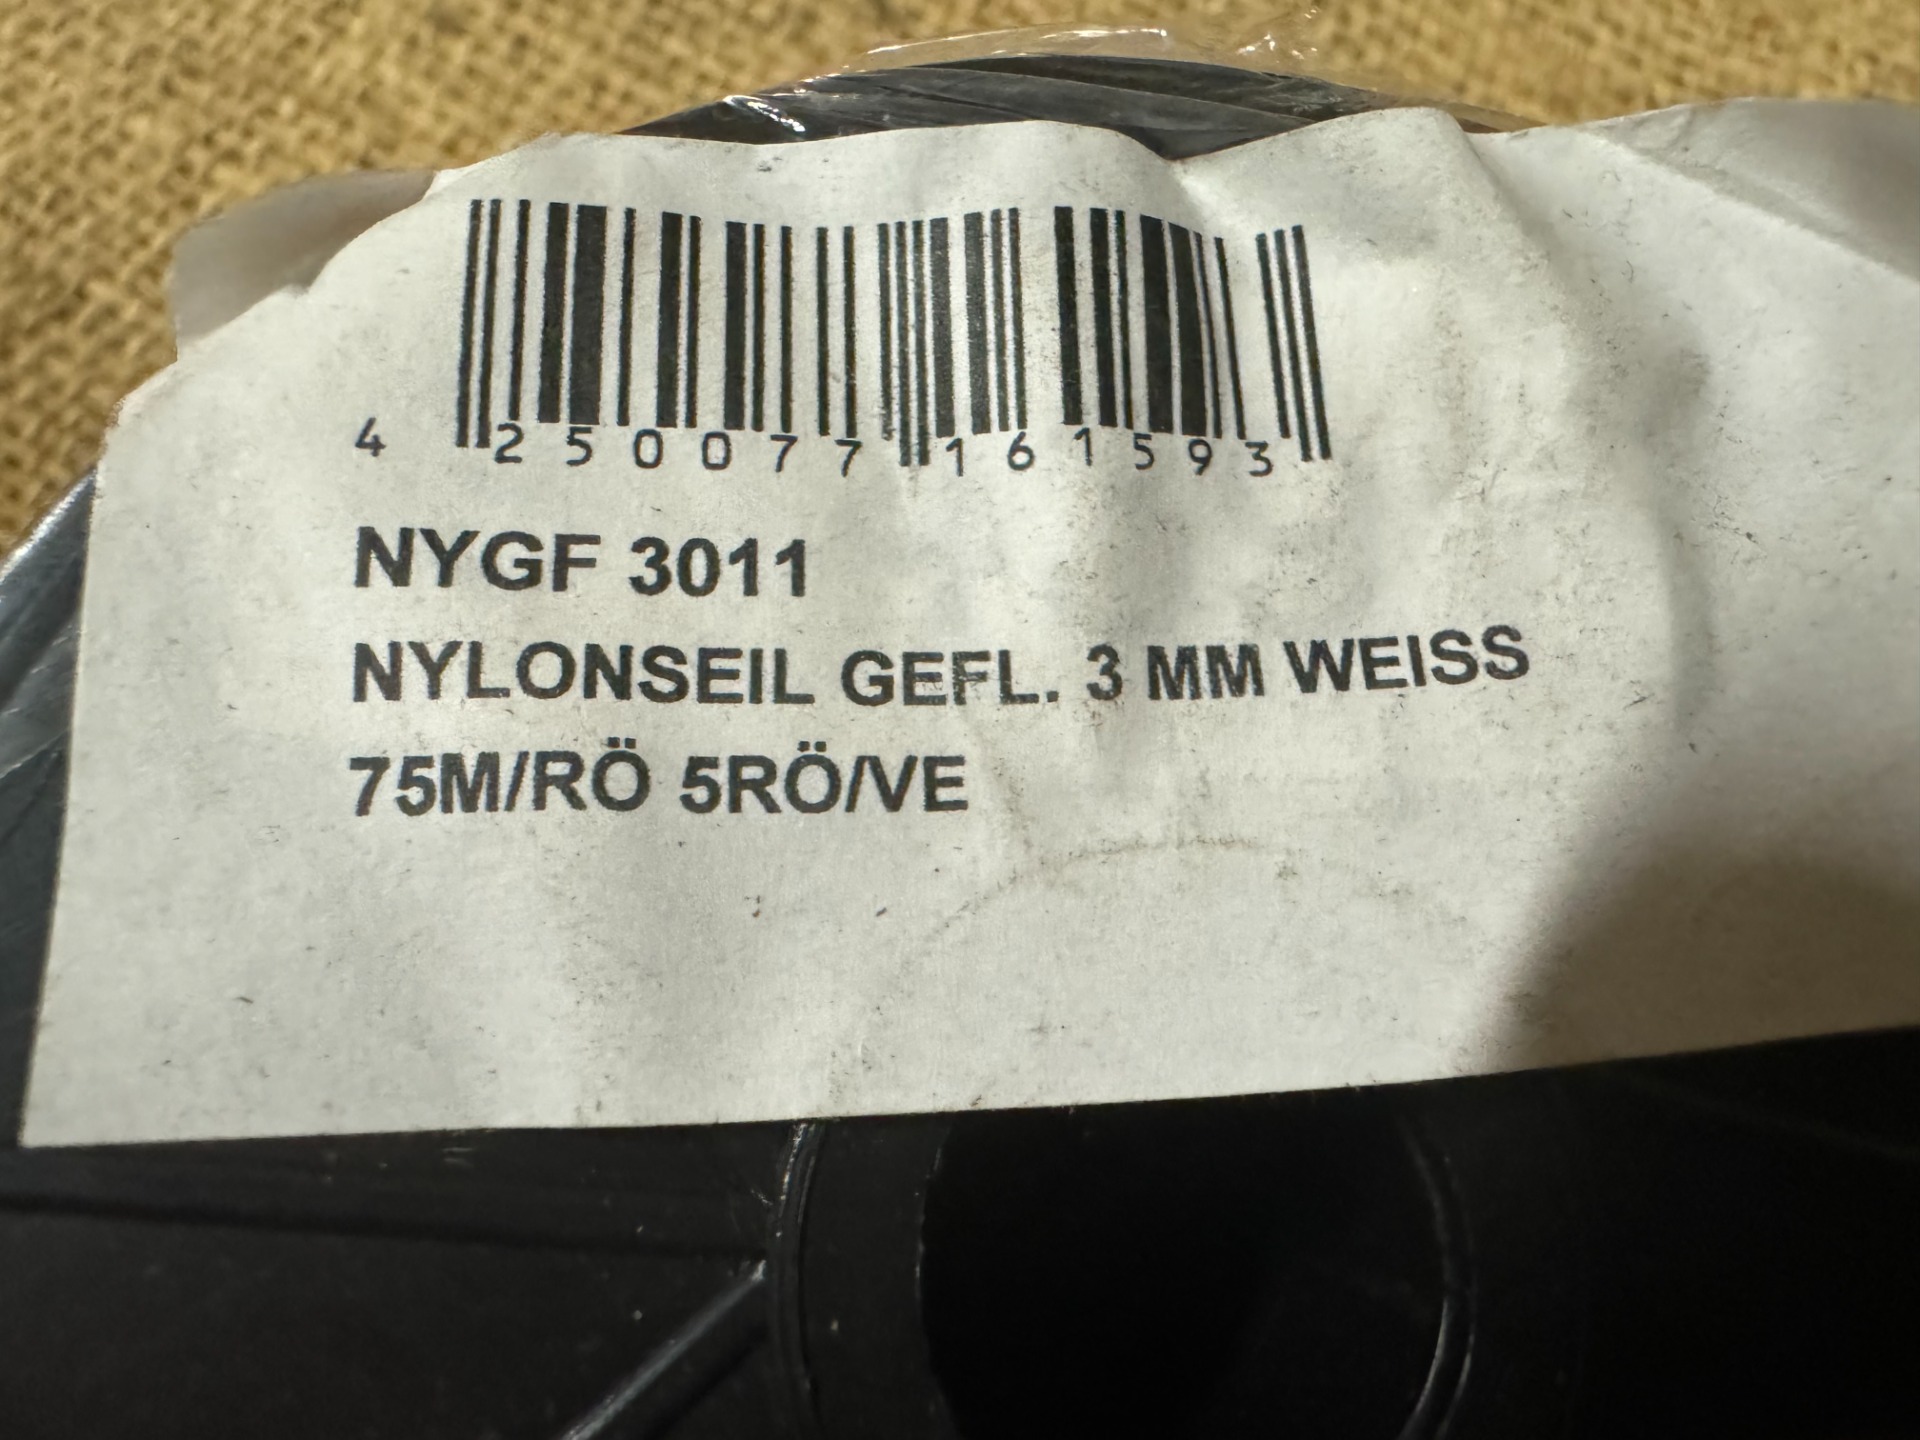 4 250077 161593
NYGF 3011
NYLONSEIL GEFL. 3 MM WEISS
75M/RÖ 5RÖ/VE